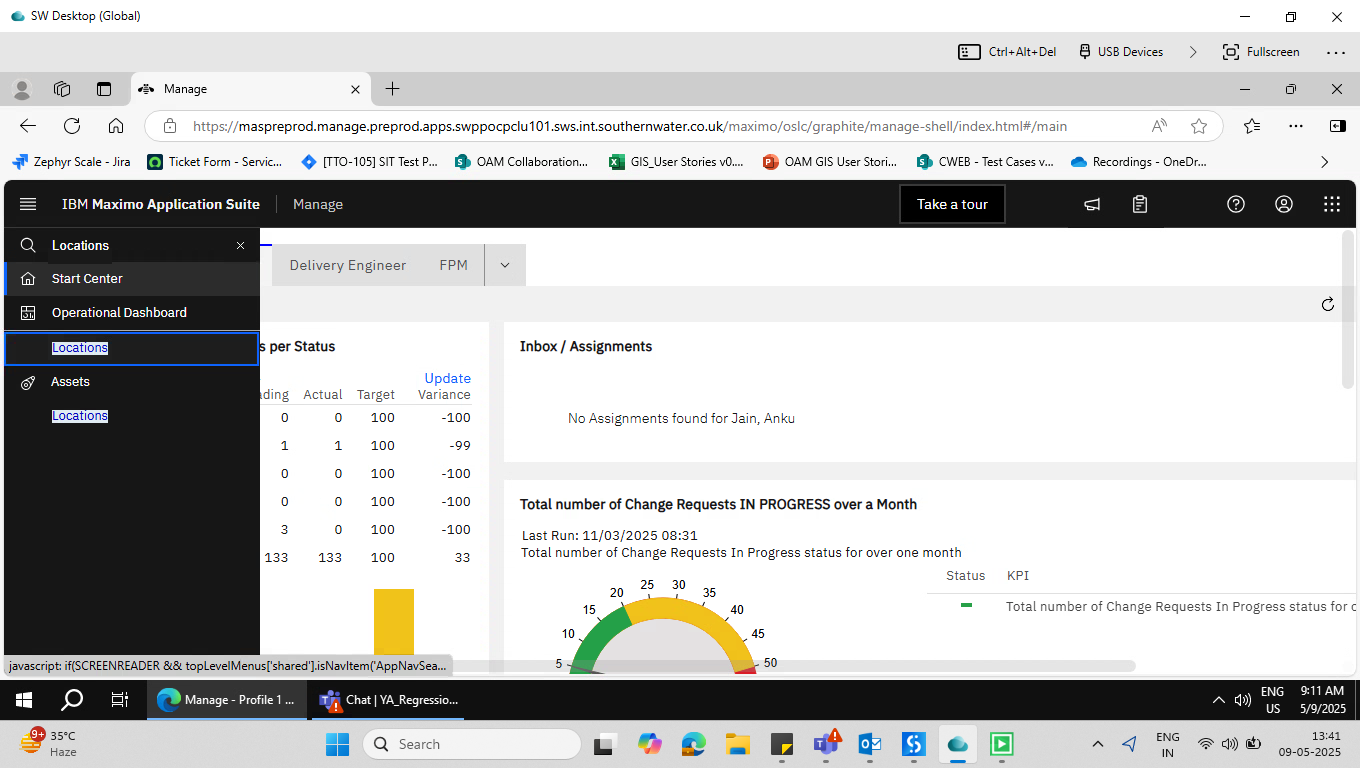 SW Desktop (Global)
Ctrl+Alt+Del
USB Devices
Fullscreen
Manage
https://maspreprod.manage.preprod.apps.swppocpclu101.sws.int.southernwater.co.uk/maximo/oslc/graphite/manage-shell/index.html#/main
Zephyr Scale - Jira
Ticket Form - Servic...
[TTO-105] SIT Test P...
OAM Collaboration...
GIS_User Stories v0....
OAM GIS User Stori...
CWEB - Test Cases v...
Recordings - OneDr...
IBM Maximo Application Suite
Manage
Take a tour
Locations
Start Center
Operational Dashboard
Locations
Assets
Locations
Delivery Engineer
FPM
s per Status
Update
ading Actual Target Variance
0 0 100 -100
1 1 100 -99
0 0 100 -100
0 0 100 -100
3 0 100 -100
133 133 100 33
Inbox / Assignments
No Assignments found for Jain, Anku
Total number of Change Requests IN PROGRESS over a Month
Last Run: 11/03/2025 08:31
Total number of Change Requests In Progress status for over one month
5
10
15
20
25
30
35
40
45
50
Status KPI
Total number of Change Requests In Progress status for o
javascript: if(SCREENREADER && topLevelMenus['shared'].isNavItem('AppNavSea...
Manage - Profile 1 ...
Chat | YA_Regressio...
ENG
US
9:11 AM
5/9/2025
9+
35°C
Haze
Search
ENG
IN
13:41
09-05-2025